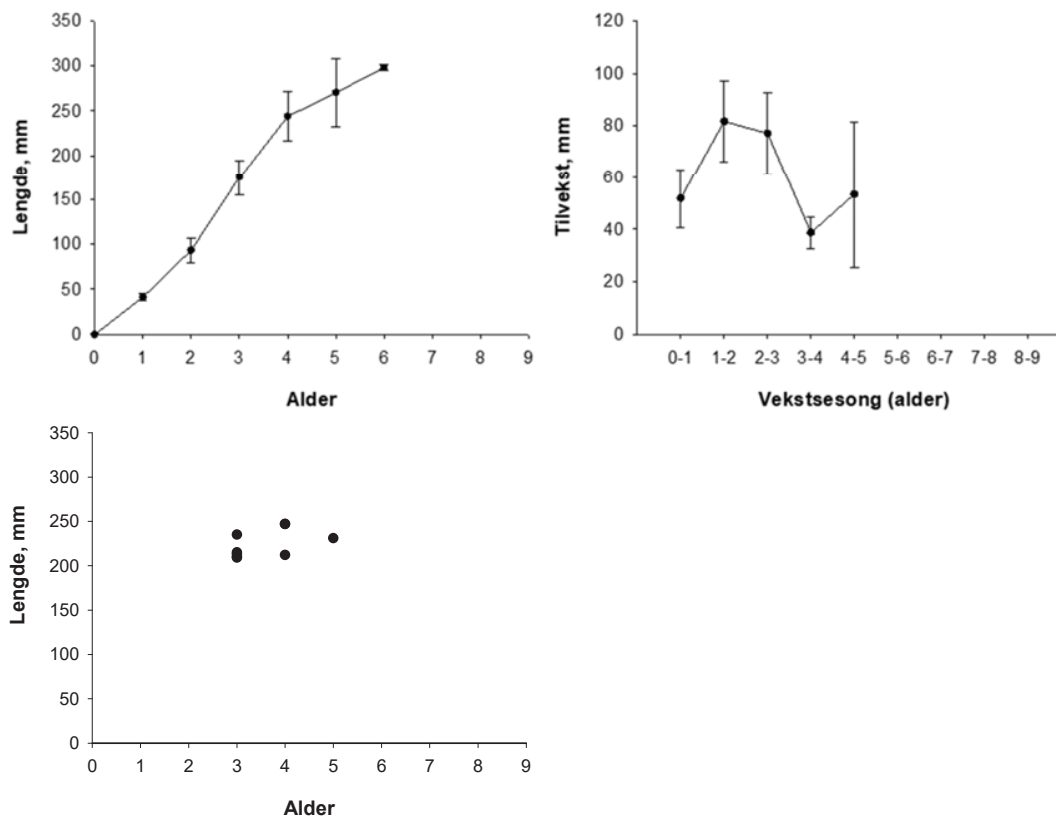 350
300
250
200
150
100
50
0
Lengde, mm
0 1 2 3 4 5 6 7 8 9
Alder
120
100
80
60
40
20
0
Tilvekst, mm
0-1 1-2 2-3 3-4 4-5 5-6 6-7 7-8 8-9
Vekstsesong (alder)
350
300
250
200
150
100
50
0
Lengde, mm
0 1 2 3 4 5 6 7 8 9
Alder